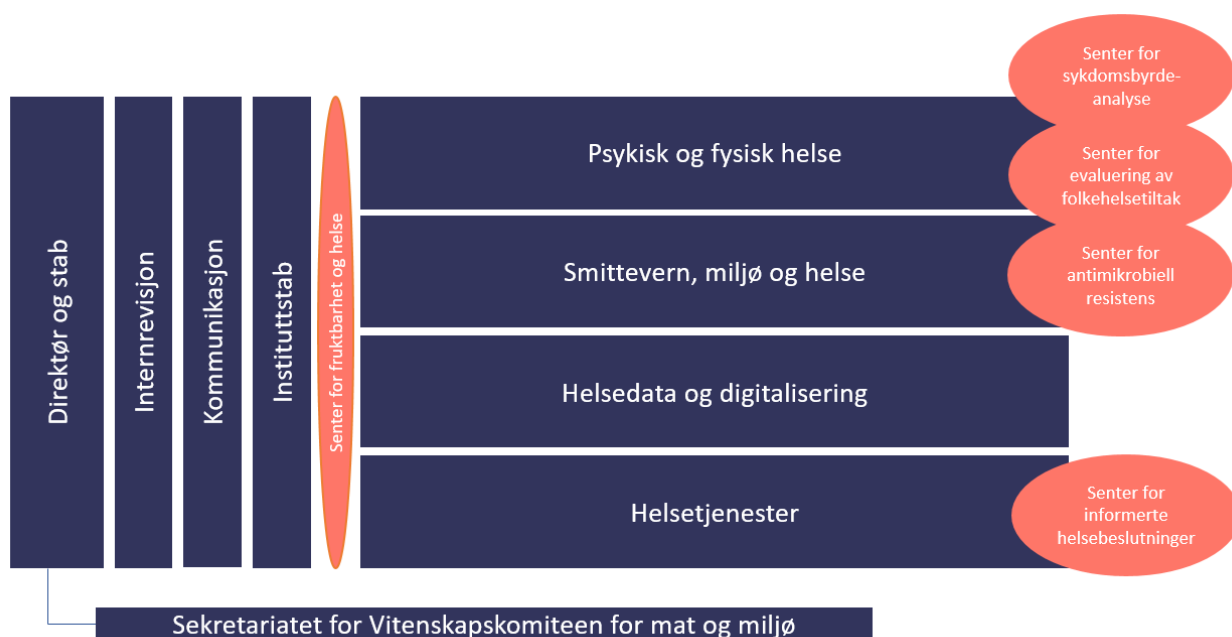 Direktør og stab
Internrevisjon
Kommunikasjon
Instituttstab
Senter for fruktbarhet og helse
Psykisk og fysisk helse
Smittevern, miljø og helse
Helsedata og digitalisering
Helsetjenester
Senter for
sykdomsbyrde-
analyse
Senter for
evaluering av
folkehelsetiltak
Senter for
antimikrobiell
resistens
Senter for
informerte
helsebeslutninger
Sekretariatet for Vitenskapskomiteen for mat og miljø